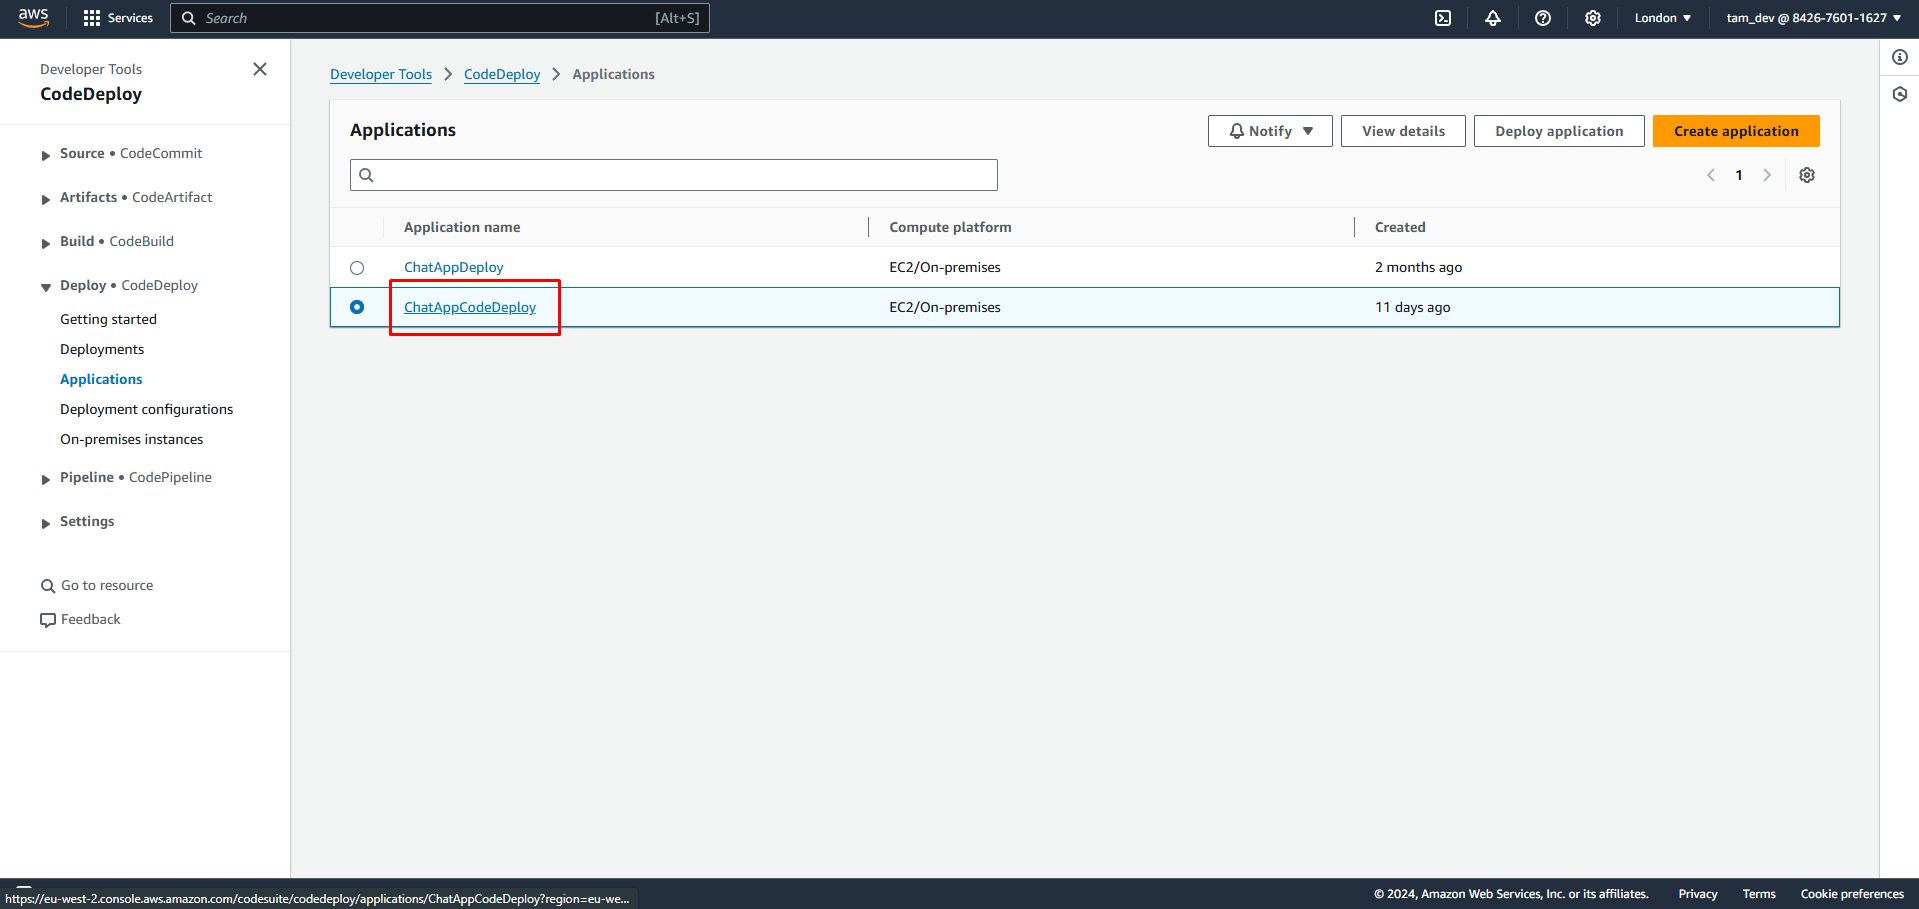 aws Services Search [Alt+S] London tam_dev @ 8426-7601-1627
Developer Tools
CodeDeploy
Source • CodeCommit
Artifacts • CodeArtifact
Build • CodeBuild
Deploy • CodeDeploy
Getting started
Deployments
Applications
Deployment configurations
On-premises instances
Pipeline • CodePipeline
Settings
Go to resource
Feedback
Developer Tools > CodeDeploy > Applications
Applications
Notify View details Deploy application Create application
1
Application name Compute platform Created
ChatAppDeploy EC2/On-premises 2 months ago
ChatAppCodeDeploy EC2/On-premises 11 days ago
https://eu-west-2.console.aws.amazon.com/codesuite/codedeploy/applications/ChatAppCodeDeploy?region=eu-we...
© 2024, Amazon Web Services, Inc. or its affiliates. Privacy Terms Cookie preferences